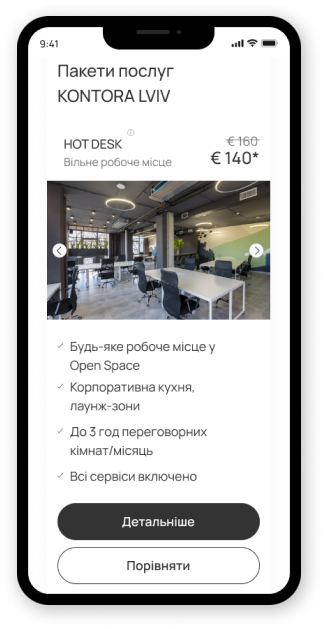 9:41
Пакети послуг
KONTORA LVIV
HOT DESK ⓘ
€ 160
Вільне робоче місце
€ 140*
Будь-яке робоче місце у
Open Space
Корпоративна кухня,
лаунж-зони
До 3 год переговорних
кімнат/місяць
Всі сервіси включено
Детальніше
Порівняти